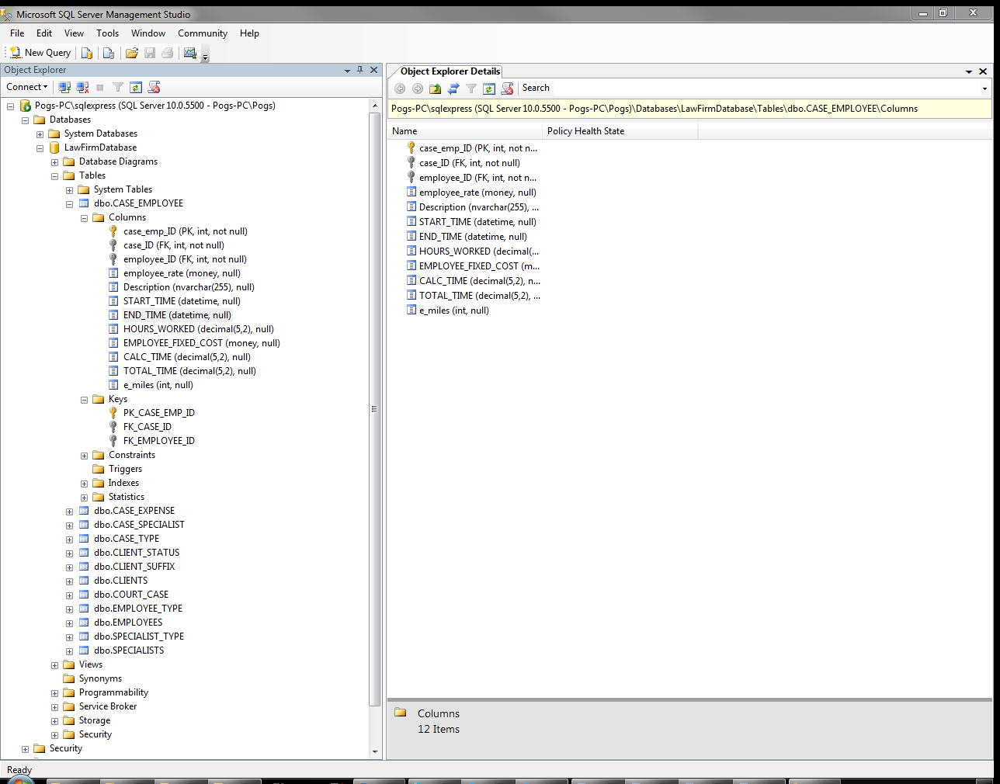 Microsoft SQL Server Management Studio
File Edit View Tools Window Community Help
New Query
Object Explorer
Connect
Pogs-PC\sqlexpress (SQL Server 10.0.5500 - Pogs-PC\Pogs)
Databases
System Databases
LawFirmDatabase
Database Diagrams
Tables
System Tables
dbo.CASE_EMPLOYEE
Columns
case_emp_ID (PK, int, not null)
case_ID (FK, int, not null)
employee_ID (FK, int, not null)
employee_rate (money, null)
Description (nvarchar(255), null)
START_TIME (datetime, null)
END_TIME (datetime, null)
HOURS_WORKED (decimal(5,2), null)
EMPLOYEE_FIXED_COST (money, null)
CALC_TIME (decimal(5,2), null)
TOTAL_TIME (decimal(5,2), null)
e_miles (int, null)
Keys
PK_CASE_EMP_ID
FK_CASE_ID
FK_EMPLOYEE_ID
Constraints
Triggers
Indexes
Statistics
dbo.CASE_EXPENSE
dbo.CASE_SPECIALIST
dbo.CASE_TYPE
dbo.CLIENT_STATUS
dbo.CLIENT_SUFFIX
dbo.CLIENTS
dbo.COURT_CASE
dbo.EMPLOYEE_TYPE
dbo.EMPLOYEES
dbo.SPECIALIST_TYPE
dbo.SPECIALISTS
Views
Synonyms
Programmability
Service Broker
Storage
Security
Security
Object Explorer Details
Search
Pogs-PC\sqlexpress (SQL Server 10.0.5500 - Pogs-PC\Pogs)\Databases\LawFirmDatabase\Tables\dbo.CASE_EMPLOYEE\Columns
Name Policy Health State
case_emp_ID (PK, int, not n...
case_ID (FK, int, not null)
employee_ID (FK, int, not n...
employee_rate (money, null)
Description (nvarchar(255), ...
START_TIME (datetime, null)
END_TIME (datetime, null)
HOURS_WORKED (decimal(...
EMPLOYEE_FIXED_COST (m...
CALC_TIME (decimal(5,2), n...
TOTAL_TIME (decimal(5,2), ...
e_miles (int, null)
Columns
12 Items
Ready